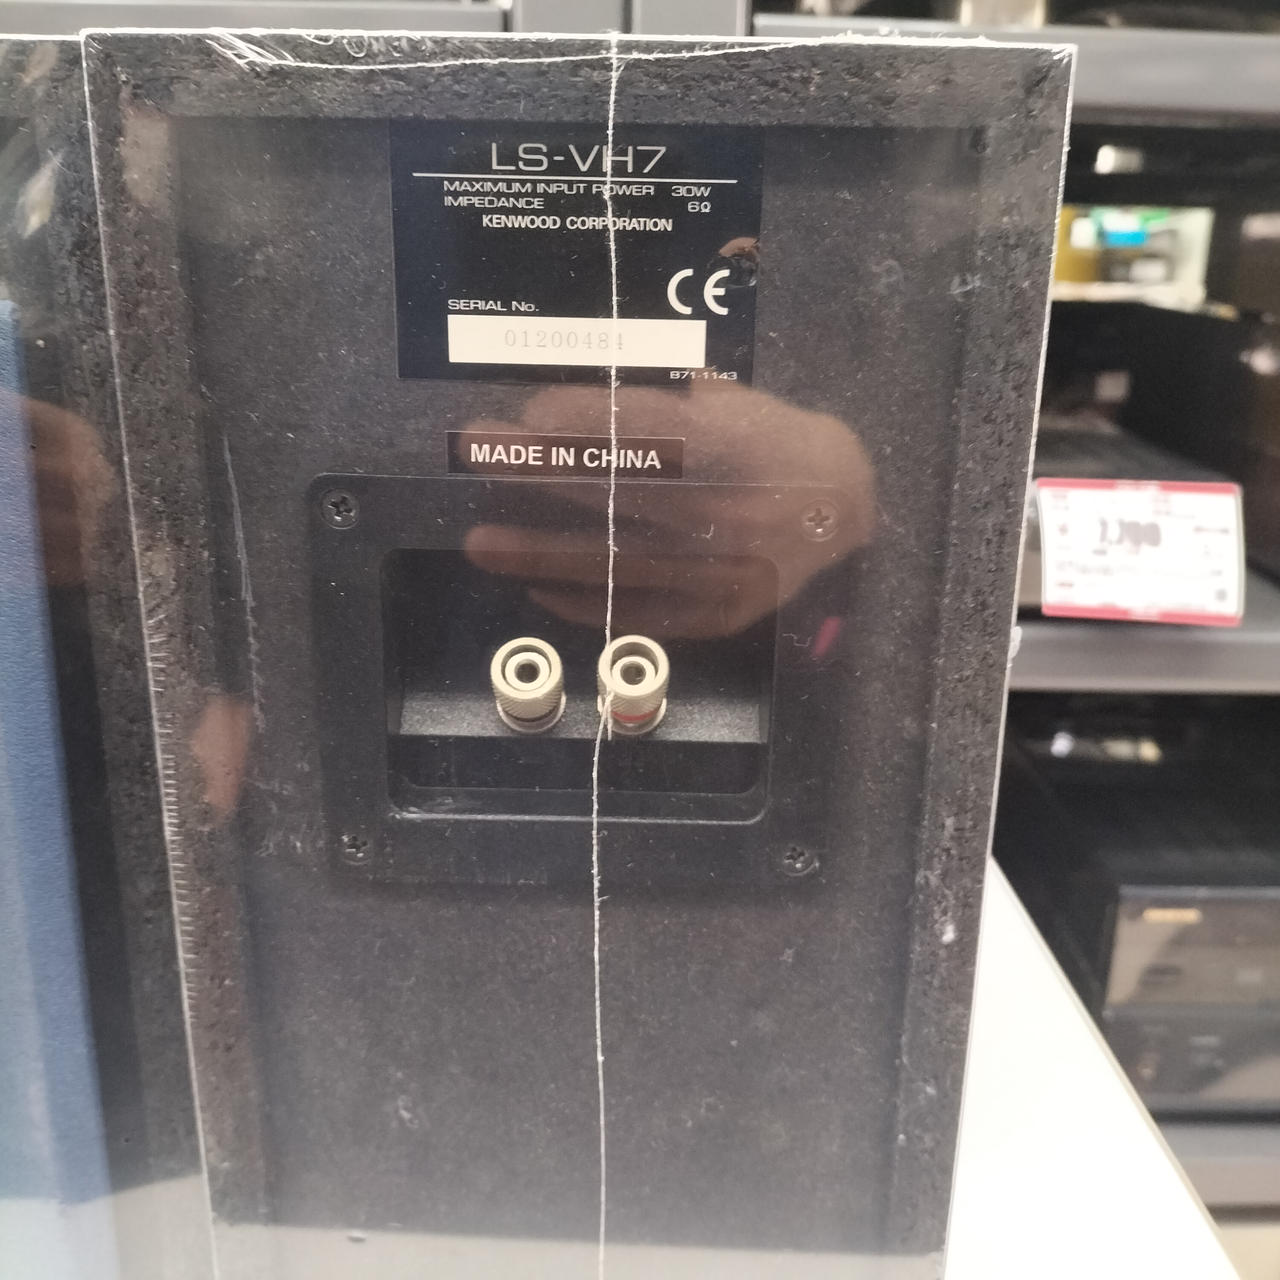 LS-VH7
MAXIMUM INPUT POWER 30W
IMPEDANCE 6Ω
KENWOOD CORPORATION
CE
SERIAL No.
01200484
B71-1143
MADE IN CHINA